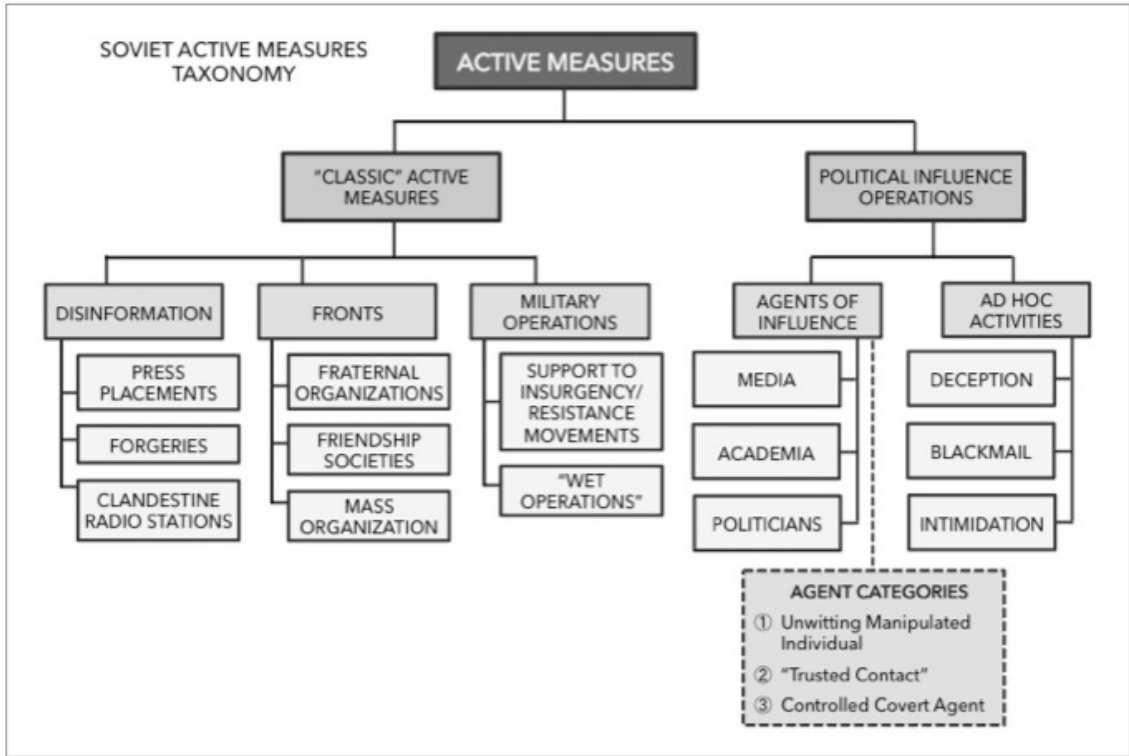 SOVIET ACTIVE MEASURES
TAXONOMY
ACTIVE MEASURES
"CLASSIC" ACTIVE
MEASURES
POLITICAL INFLUENCE
OPERATIONS
DISINFORMATION
PRESS
PLACEMENTS
FORGERIES
CLANDESTINE
RADIO STATIONS
FRONTS
FRATERNAL
ORGANIZATIONS
FRIENDSHIP
SOCIETIES
MASS
ORGANIZATION
MILITARY
OPERATIONS
SUPPORT TO
INSURGENCY/
RESISTANCE
MOVEMENTS
"WET
OPERATIONS"
AGENTS OF
INFLUENCE
MEDIA
ACADEMIA
POLITICIANS
AD HOC
ACTIVITIES
DECEPTION
BLACKMAIL
INTIMIDATION
AGENT CATEGORIES
① Unwitting Manipulated
Individual
② "Trusted Contact"
③ Controlled Covert Agent